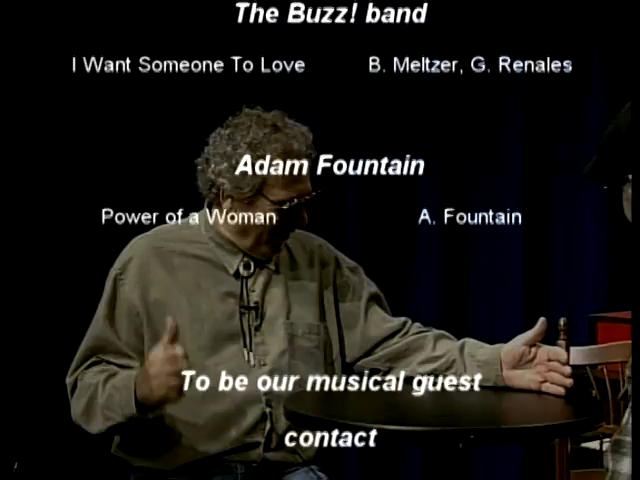 The Buzz! band
I Want Someone To Love B. Meltzer, G. Renales
Adam Fountain
Power of a Woman A. Fountain
To be our musical guest
contact